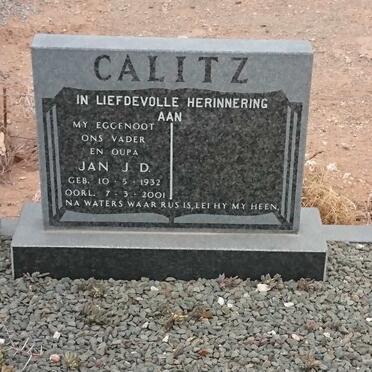 CALITZ
IN LIEFDEVOLLE HERINNERING
AAN
MY EGGENOOT
ONS VADER
EN OUPA
JAN J. D.
GEB. 10 - 5 - 1932
OORL. 7 - 3 - 2001
NA WATERS WAAR RUS IS, LEI HY MY HEEN.